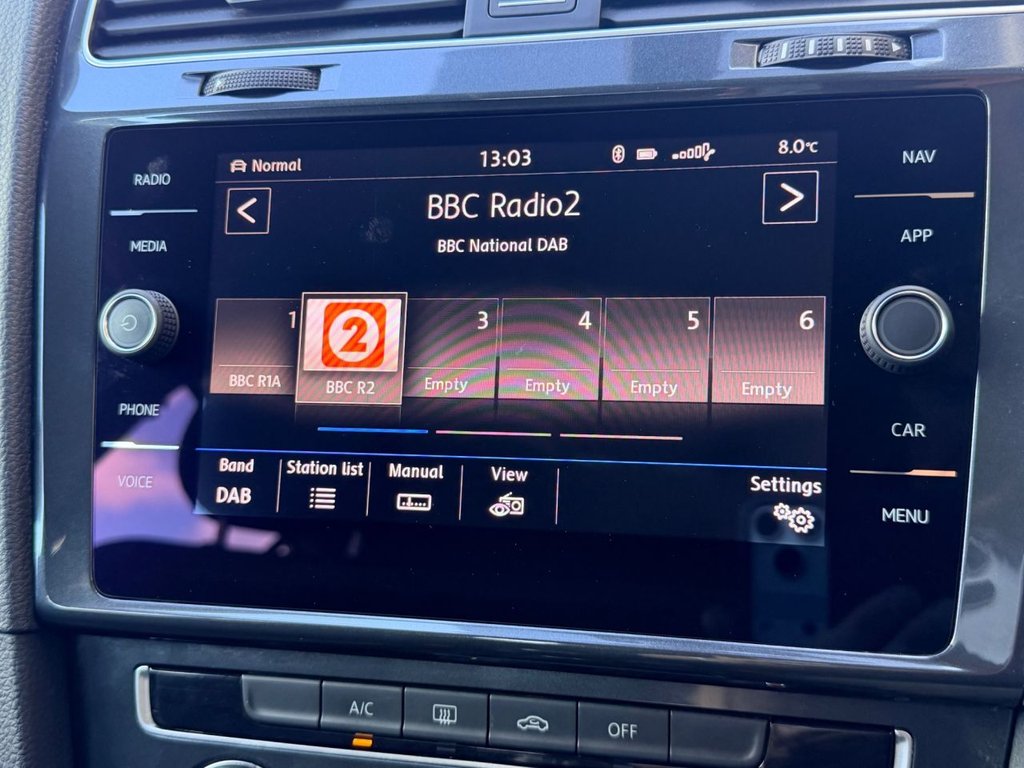 Normal 13:03 8.0°C
RADIO
MEDIA
PHONE
VOICE
< BBC Radio2 >
BBC National DAB
1 2 3 4 5 6
BBC R1A BBC R2 Empty Empty Empty Empty
Band Station list Manual View Settings
DAB
NAV
APP
CAR
MENU
A/C OFF